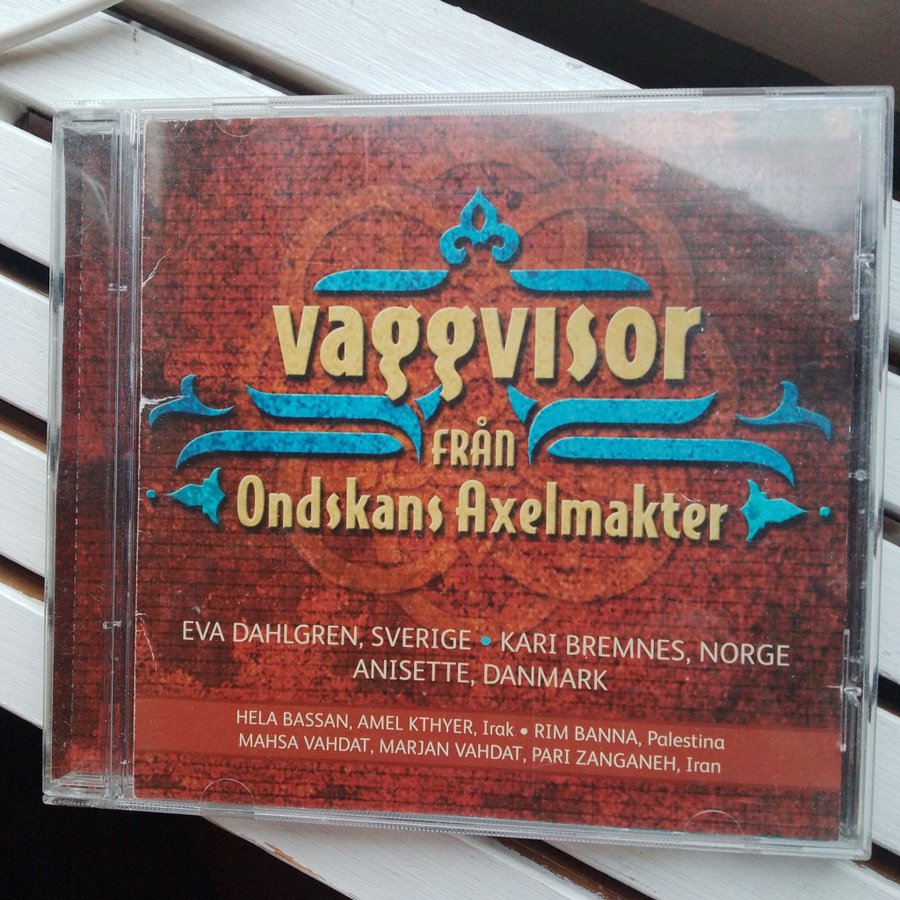 vaggvisor
FRÅN
Ondskans Axelmakter
EVA DAHLGREN, SVERIGE • KARI BREMNES, NORGE
ANISETTE, DANMARK
HELA BASSAN, AMEL KTHYER, Irak • RIM BANNA, Palestina
MAHSA VAHDAT, MARJAN VAHDAT, PARI ZANGANEH, Iran